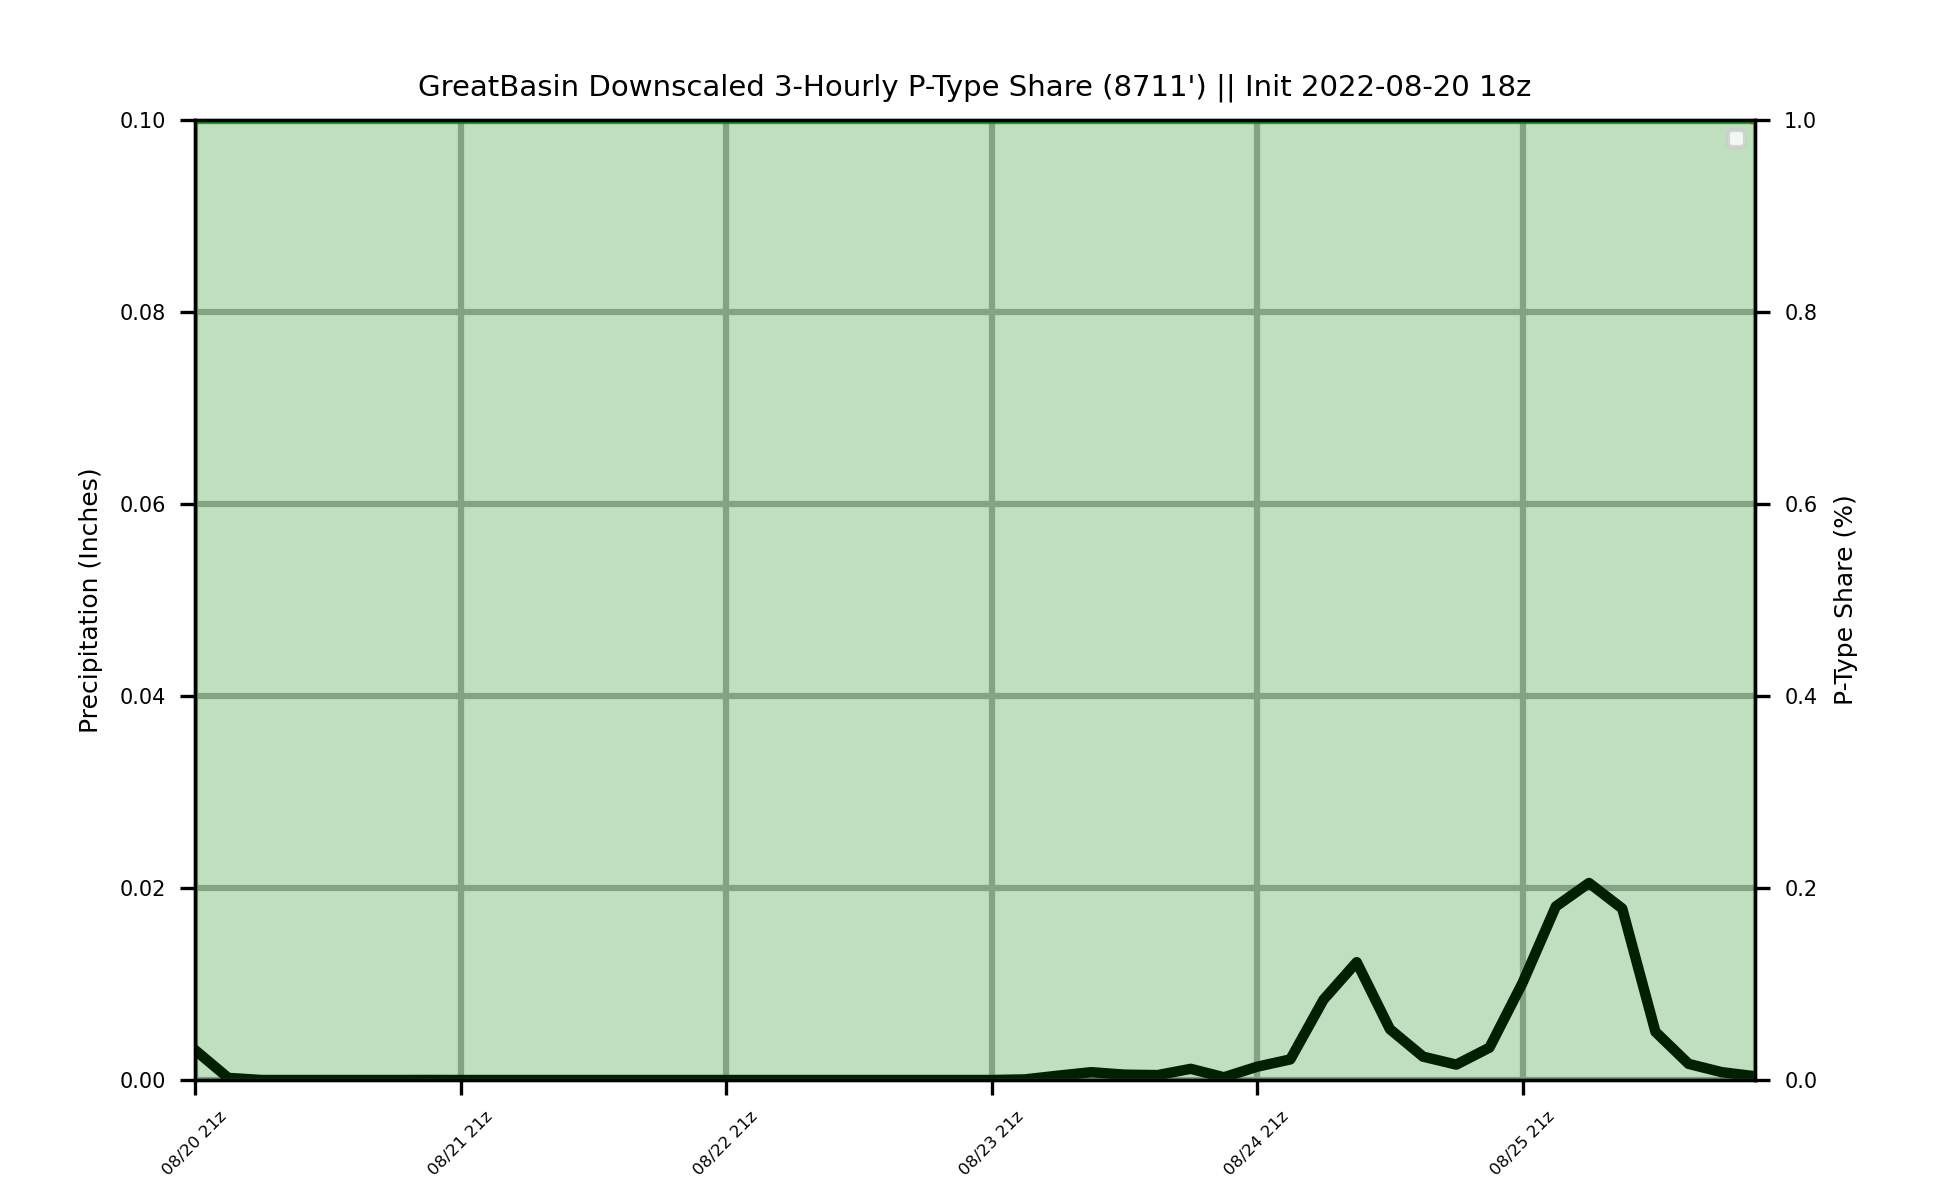 GreatBasin Downscaled 3-Hourly P-Type Share (8711') || Init 2022-08-20 18z
Precipitation (Inches)
0.10
0.08
0.06
0.04
0.02
0.00
1.0
0.8
0.6
0.4
0.2
0.0
P-Type Share (%)
08/20 21z
08/21 21z
08/22 21z
08/23 21z
08/24 21z
08/25 21z